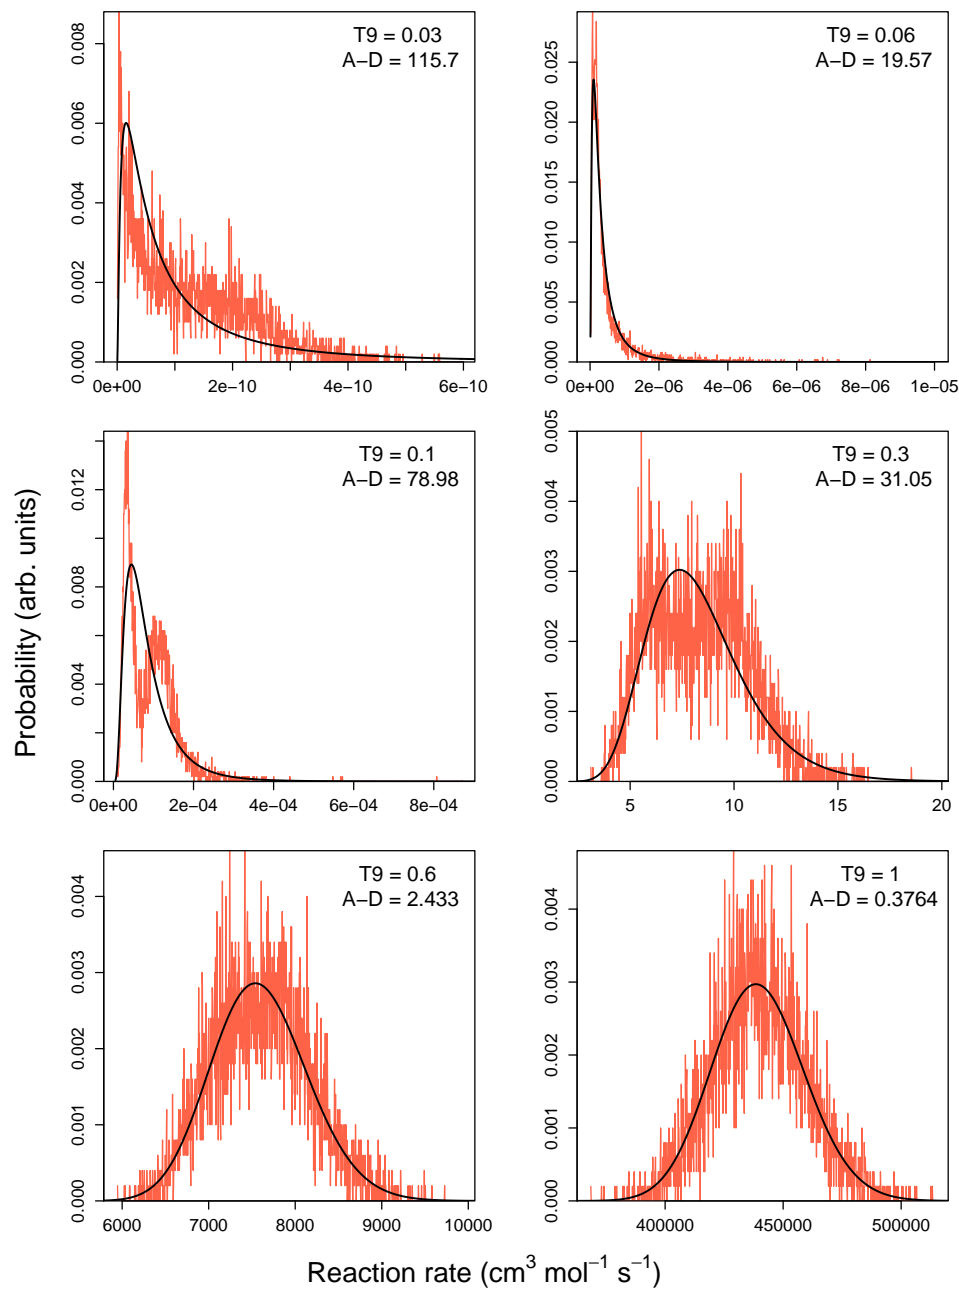 T9 = 0.03
A−D = 115.7
0.000
0.002
0.004
0.006
0.008
0e+00
2e−10
4e−10
6e−10
T9 = 0.06
A−D = 19.57
0.000
0.005
0.010
0.015
0.020
0.025
0e+00
2e−06
4e−06
6e−06
8e−06
1e−05
T9 = 0.1
A−D = 78.98
0.000
0.004
0.008
0.012
0e+00
2e−04
4e−04
6e−04
8e−04
T9 = 0.3
A−D = 31.05
0.000
0.001
0.002
0.003
0.004
0.005
5
10
15
20
T9 = 0.6
A−D = 2.433
0.000
0.001
0.002
0.003
0.004
6000
7000
8000
9000
10000
T9 = 1
A−D = 0.3764
0.000
0.001
0.002
0.003
0.004
400000
450000
500000
Probability (arb. units)
Reaction rate (cm³ mol⁻¹ s⁻¹)